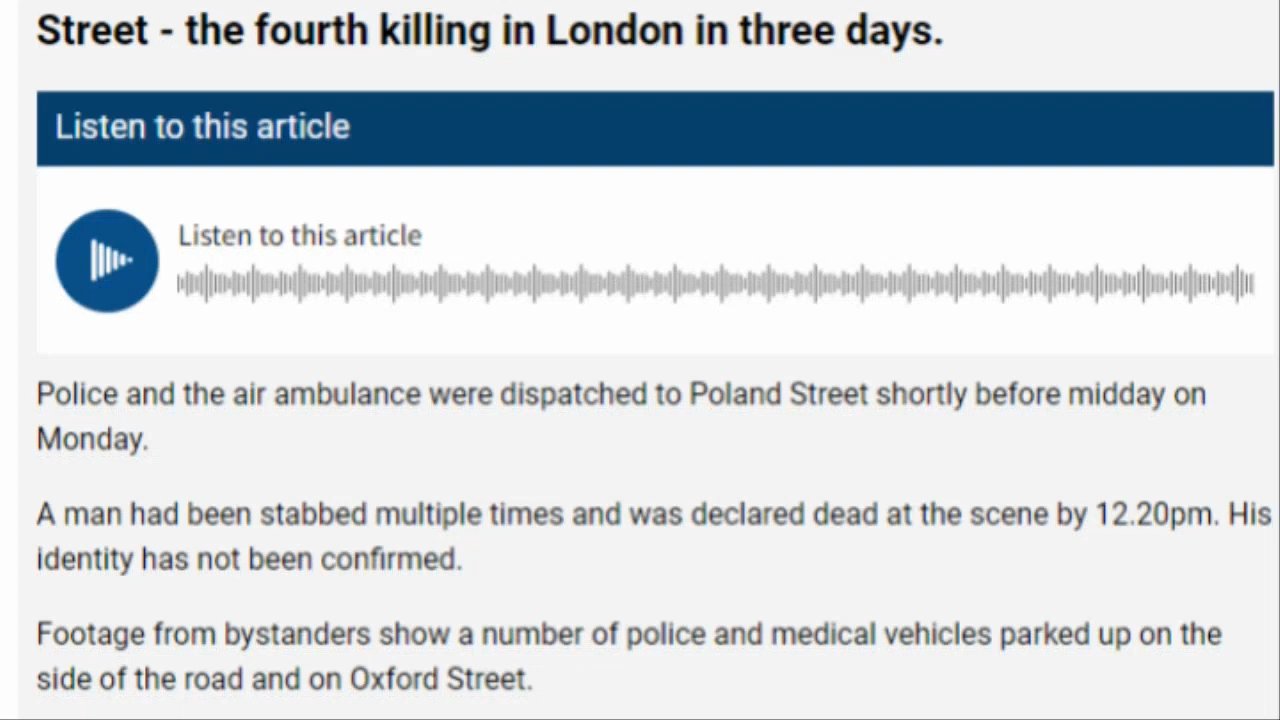 Street - the fourth killing in London in three days.
Listen to this article
Listen to this article
Police and the air ambulance were dispatched to Poland Street shortly before midday on
Monday.
A man had been stabbed multiple times and was declared dead at the scene by 12.20pm. His
identity has not been confirmed.
Footage from bystanders show a number of police and medical vehicles parked up on the
side of the road and on Oxford Street.